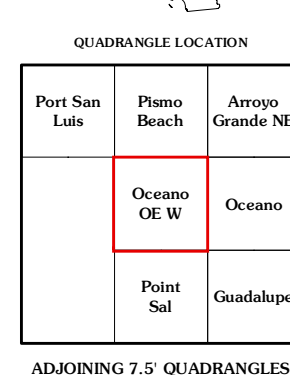 QUADRANGLE LOCATION
Port San
Luis
Pismo
Beach
Arroyo
Grande NE
Oceano
OE W
Oceano
Point
Sal
Guadalupe
ADJOINING 7.5' QUADRANGLES